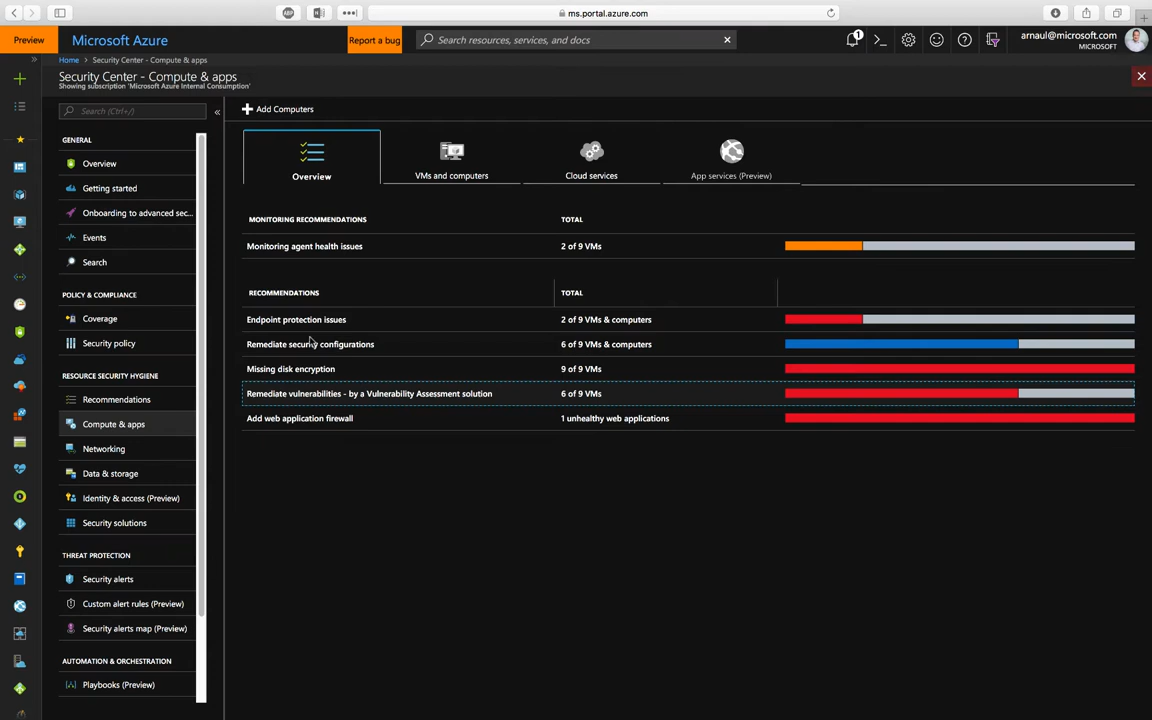 ms.portal.azure.com
ABP
Preview
Microsoft Azure
Report a bug
Search resources, services, and docs
1
arnaul@microsoft.com
MICROSOFT
Home > Security Center - Compute & apps
Security Center - Compute & apps
Showing subscription 'Microsoft Azure Internal Consumption'
Search (Ctrl+/)
Add Computers
GENERAL
Overview
Getting started
Onboarding to advanced sec...
Events
Search
POLICY & COMPLIANCE
Coverage
Security policy
RESOURCE SECURITY HYGIENE
Recommendations
Compute & apps
Networking
Data & storage
Identity & access (Preview)
Security solutions
THREAT PROTECTION
Security alerts
Custom alert rules (Preview)
Security alerts map (Preview)
AUTOMATION & ORCHESTRATION
Playbooks (Preview)
Overview
VMs and computers
Cloud services
App services (Preview)
MONITORING RECOMMENDATIONS TOTAL
Monitoring agent health issues 2 of 9 VMs
RECOMMENDATIONS TOTAL
Endpoint protection issues 2 of 9 VMs & computers
Remediate security configurations 6 of 9 VMs & computers
Missing disk encryption 9 of 9 VMs
Remediate vulnerabilities - by a Vulnerability Assessment solution 6 of 9 VMs
Add web application firewall 1 unhealthy web applications